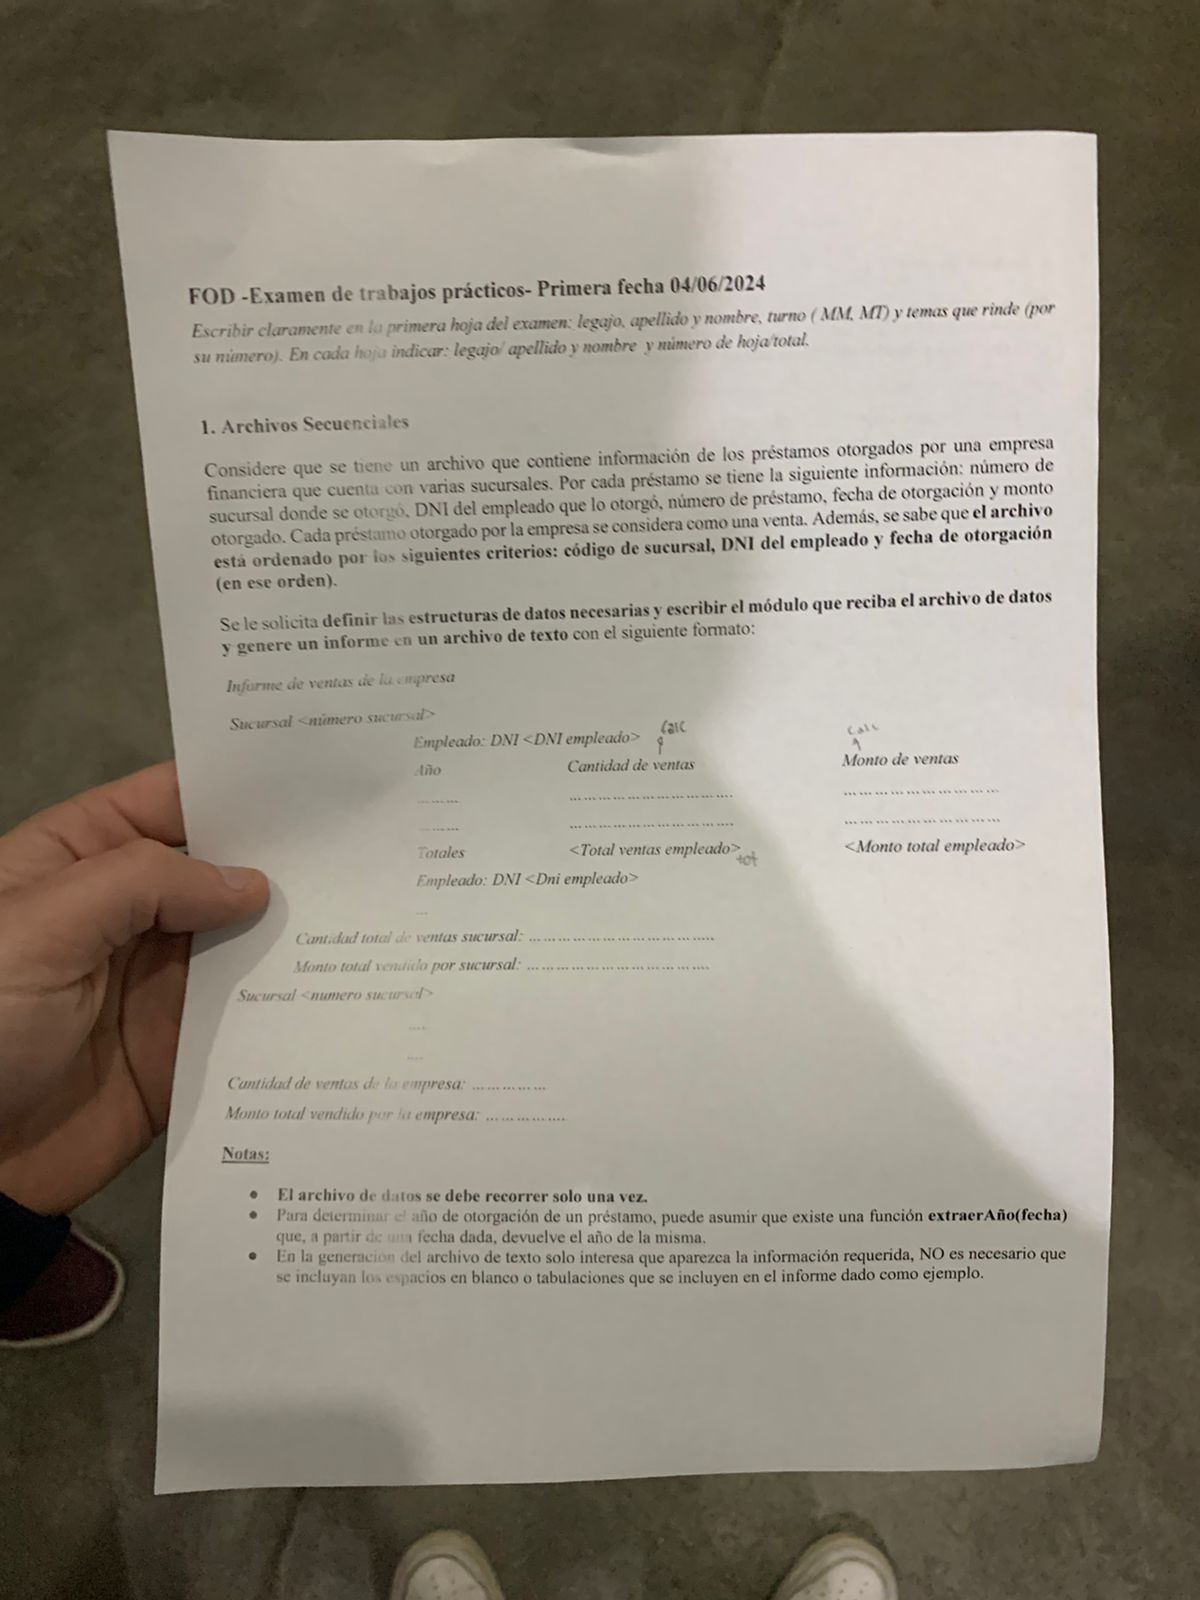 FOD -Examen de trabajos prácticos- Primera fecha 04/06/2024
Escribir claramente en la primera hoja del examen: legajo, apellido y nombre, turno ( MM, MT) y temas que rinde (por
su número). En cada hoja indicar: legajo/ apellido y nombre y número de hoja/total.
1. Archivos Secuenciales
Considere que se tiene un archivo que contiene información de los préstamos otorgados por una empresa
financiera que cuenta con varias sucursales. Por cada préstamo se tiene la siguiente información: número de
sucursal donde se otorgó, DNI del empleado que lo otorgó, número de préstamo, fecha de otorgación y monto
otorgado. Cada préstamo otorgado por la empresa se considera como una venta. Además, se sabe que el archivo
está ordenado por los siguientes criterios: código de sucursal, DNI del empleado y fecha de otorgación
(en ese orden).
Se le solicita definir las estructuras de datos necesarias y escribir el módulo que reciba el archivo de datos
y genere un informe en un archivo de texto con el siguiente formato:
Informe de ventas de la empresa
Sucursal <número sucursal>
Calc Calc
Empleado: DNI <DNI empleado>
Año Cantidad de ventas Monto de ventas
……… ……………………………. …………………………
……… ……………………………. …………………………
Totales <Total ventas empleado> <Monto total empleado>
tot
Empleado: DNI <Dni empleado>
...
Cantidad total de ventas sucursal: …………………………………..
Monto total vendido por sucursal: ………………………………….
Sucursal <numero sucursal>
....
....
Cantidad de ventas de la empresa: ……………
Monto total vendido por la empresa: …………….
Notas:
● El archivo de datos se debe recorrer solo una vez.
● Para determinar el año de otorgación de un préstamo, puede asumir que existe una función extraerAño(fecha)
que, a partir de una fecha dada, devuelve el año de la misma.
● En la generación del archivo de texto solo interesa que aparezca la información requerida, NO es necesario que
se incluyan los espacios en blanco o tabulaciones que se incluyen en el informe dado como ejemplo.